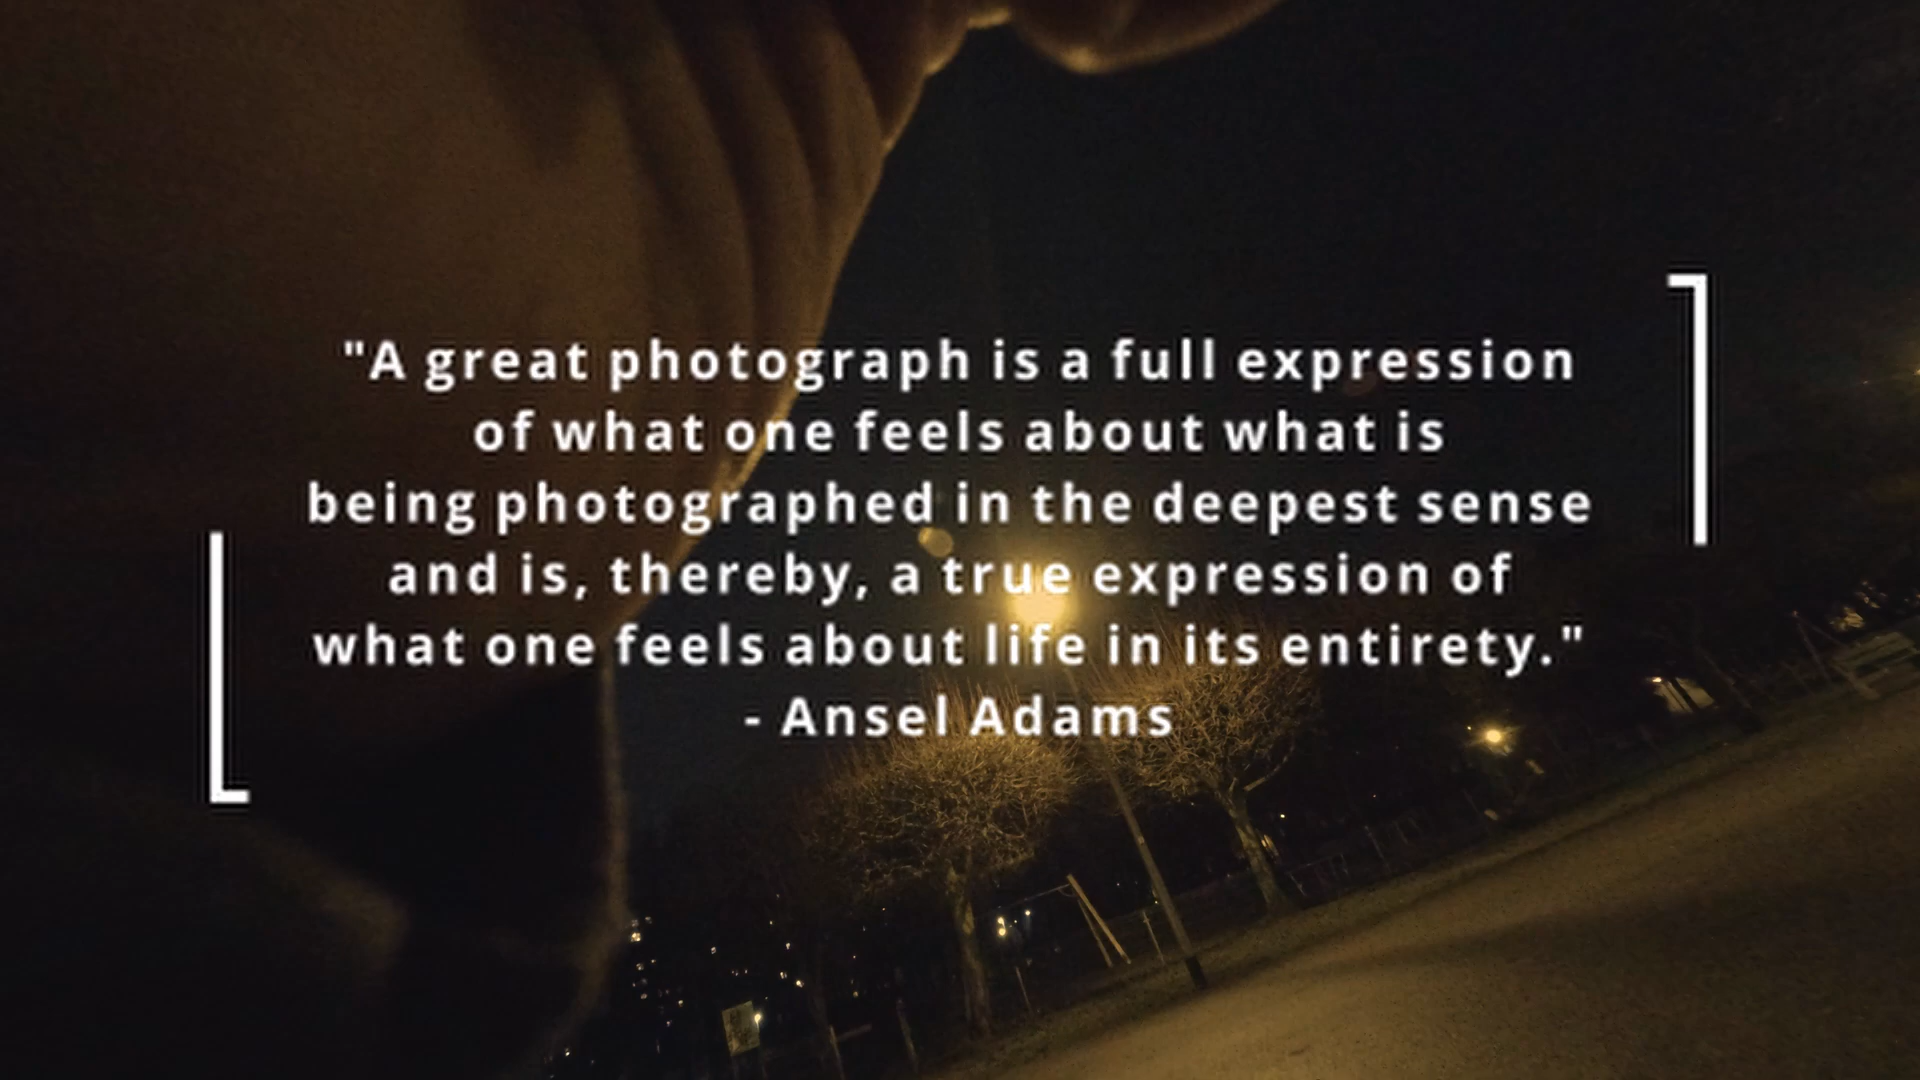 "A great photograph is a full expression
of what one feels about what is
being photographed in the deepest sense
and is, thereby, a true expression of
what one feels about life in its entirety."
- Ansel Adams